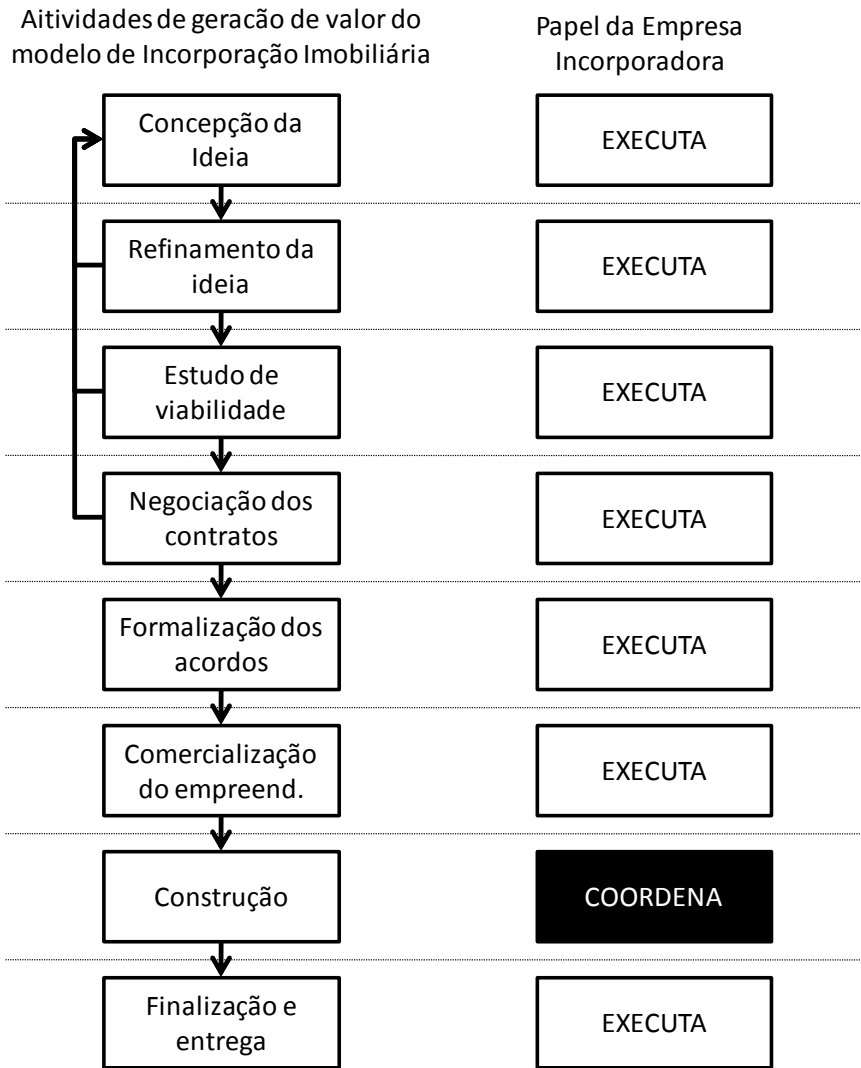 Aitividades de geracão de valor do
modelo de Incorporação Imobiliária
Papel da Empresa
Incorporadora
Concepção da
Ideia
EXECUTA
Refinamento da
ideia
EXECUTA
Estudo de
viabilidade
EXECUTA
Negociação dos
contratos
EXECUTA
Formalização dos
acordos
EXECUTA
Comercialização
do empreend.
EXECUTA
Construção
COORDENA
Finalização e
entrega
EXECUTA